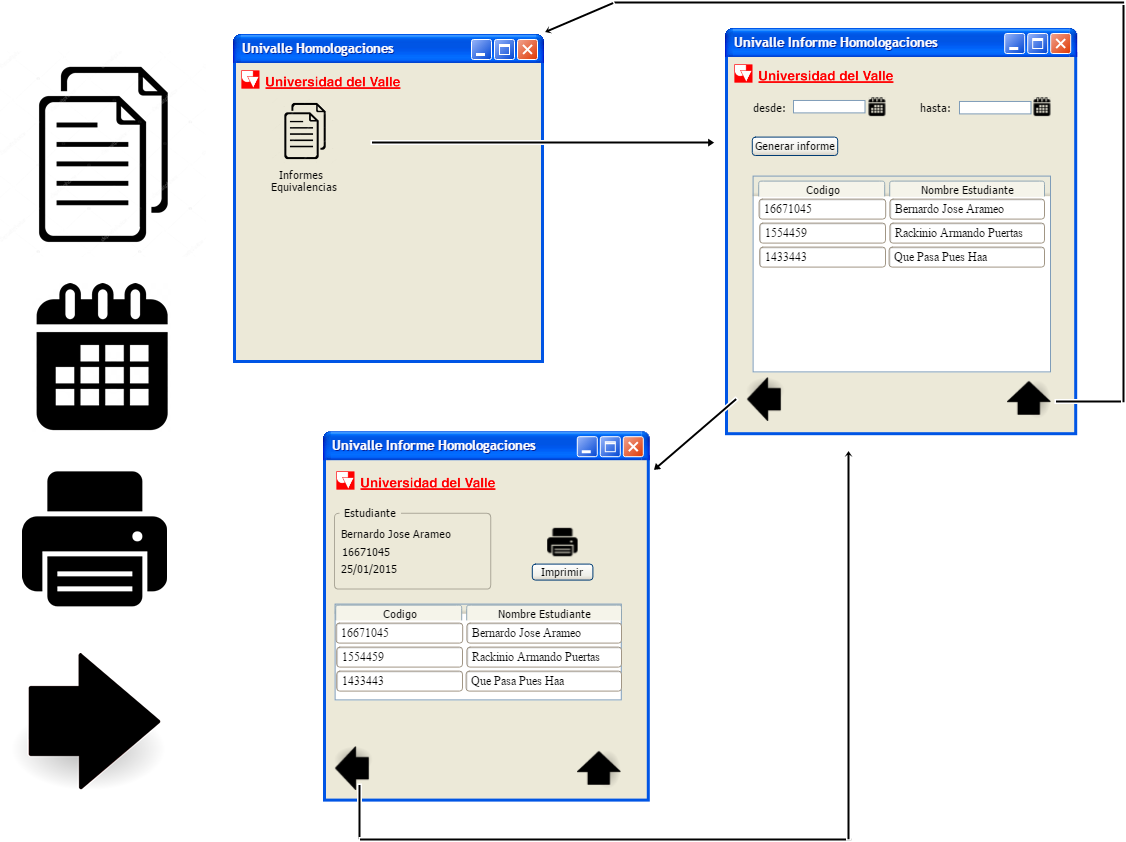 Univalle Homologaciones
Universidad del Valle
Informes
Equivalencias
Univalle Informe Homologaciones
Universidad del Valle
desde: hasta:
Generar informe
Codigo Nombre Estudiante
16671045 Bernardo Jose Arameo
1554459 Rackinio Armando Puertas
1433443 Que Pasa Pues Haa
Univalle Informe Homologaciones
Universidad del Valle
Estudiante
Bernardo Jose Arameo
16671045
25/01/2015
Imprimir
Codigo Nombre Estudiante
16671045 Bernardo Jose Arameo
1554459 Rackinio Armando Puertas
1433443 Que Pasa Pues Haa